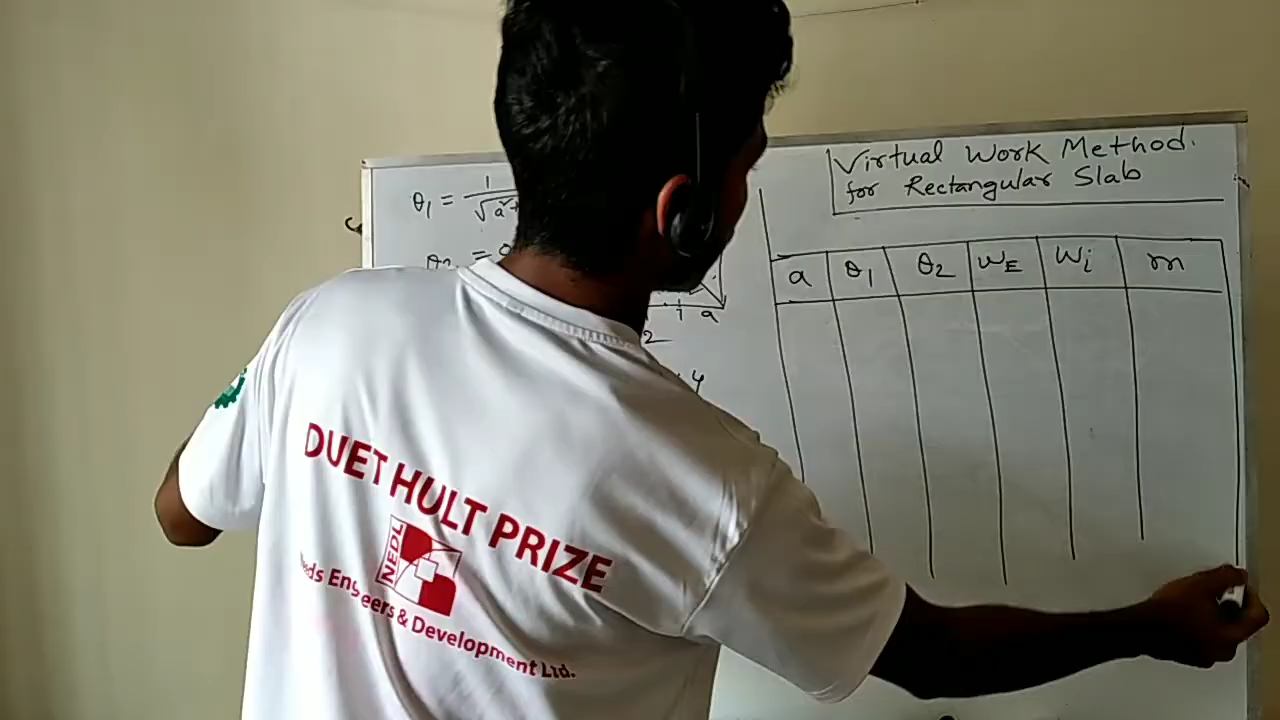 Virtual Work Method.
for Rectangular Slab
θ₁ = 1
√a²+
θ₂ =
a
2
4
a θ₁ θ₂ WE Wi m
DUET HULT PRIZE
NEDL
Engineers & Development Ltd.